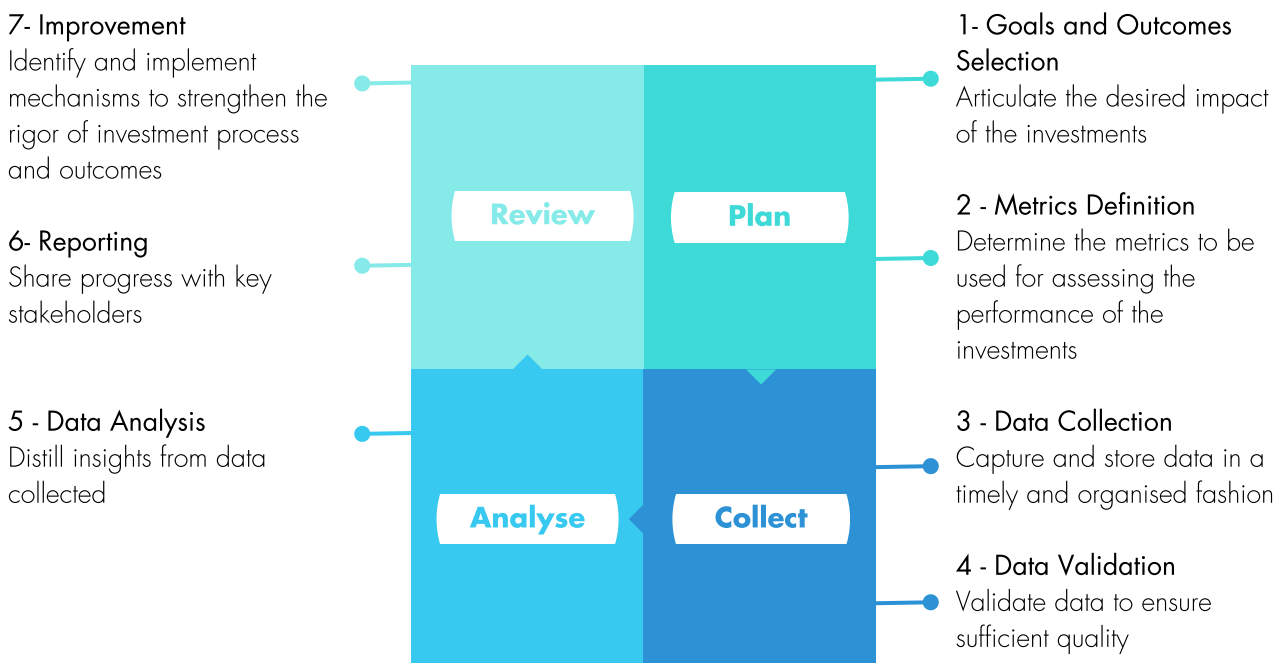 7- Improvement
Identify and implement
mechanisms to strengthen the
rigor of investment process
and outcomes
6- Reporting
Share progress with key
stakeholders
5 - Data Analysis
Distill insights from data
collected
Review
Plan
Analyse
Collect
1- Goals and Outcomes
Selection
Articulate the desired impact
of the investments
2 - Metrics Definition
Determine the metrics to be
used for assessing the
performance of the
investments
3 - Data Collection
Capture and store data in a
timely and organised fashion
4 - Data Validation
Validate data to ensure
sufficient quality